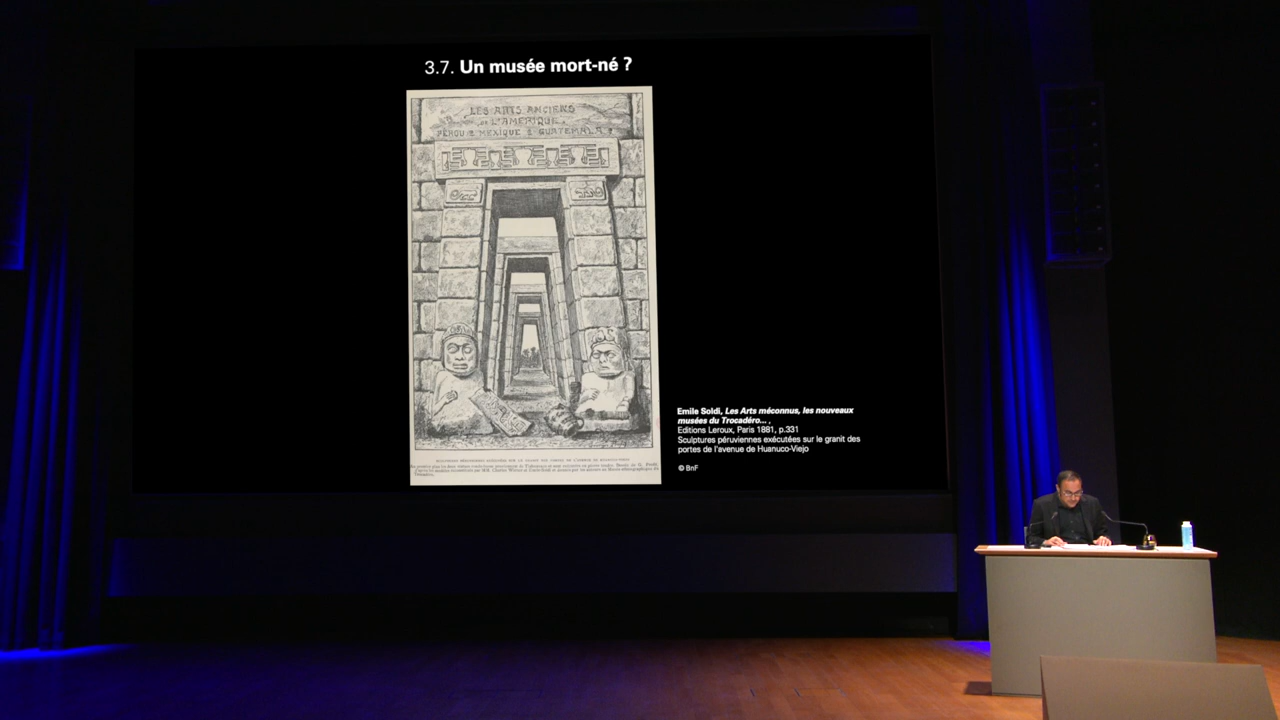 3.7. Un musée mort-né ?
LES ARTS ANCIENS
DE L'AMERIQUE.
PÉROU MEXIQUE GUATEMALA
Emile Soldi, Les Arts méconnus, les nouveaux
musées du Trocadéro... ,
Editions Leroux, Paris 1881, p.331
Sculptures péruviennes exécutées sur le granit des
portes de l'avenue de Huanuco-Viejo
© BnF